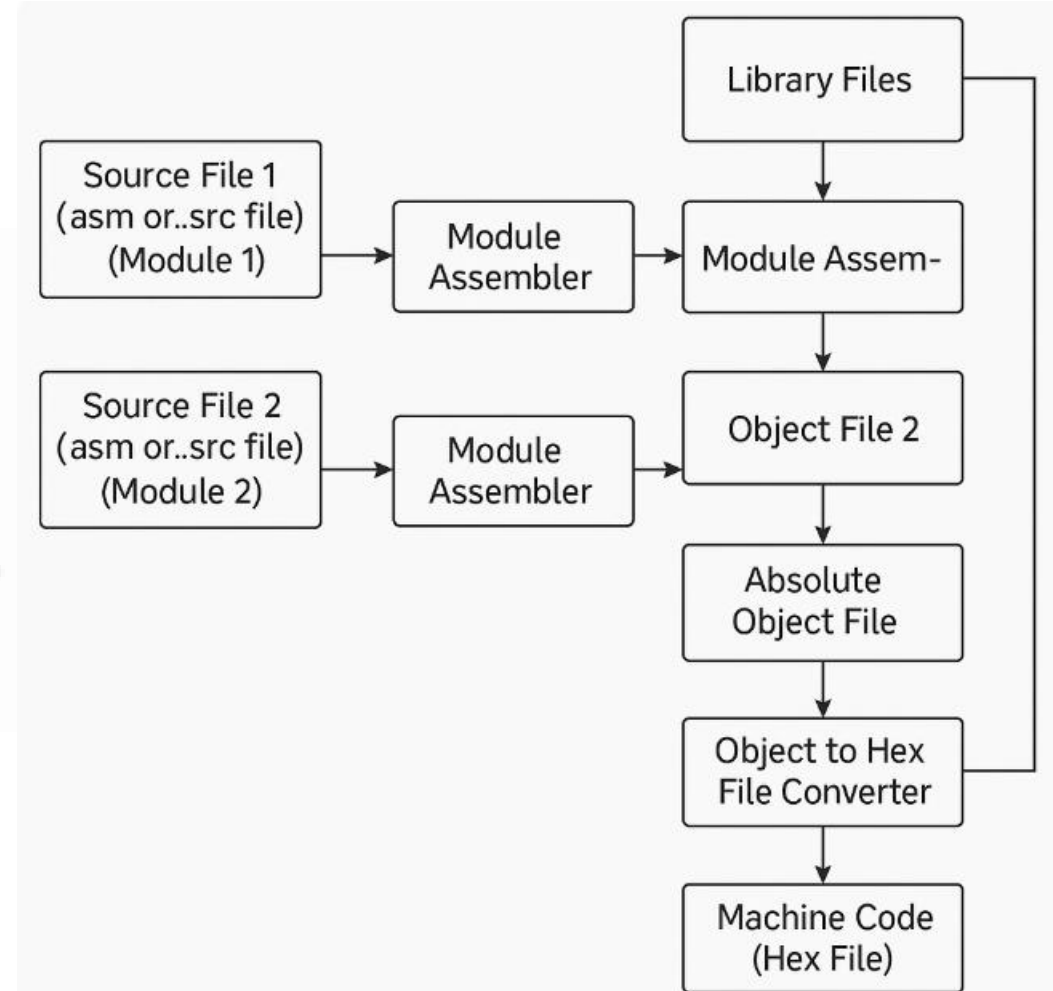 Library Files
Source File 1
(asm or..src file)
(Module 1)
Module
Assembler
Module Assem-
Source File 2
(asm or..src file)
(Module 2)
Module
Assembler
Object File 2
Absolute
Object File
Object to Hex
File Converter
Machine Code
(Hex File)